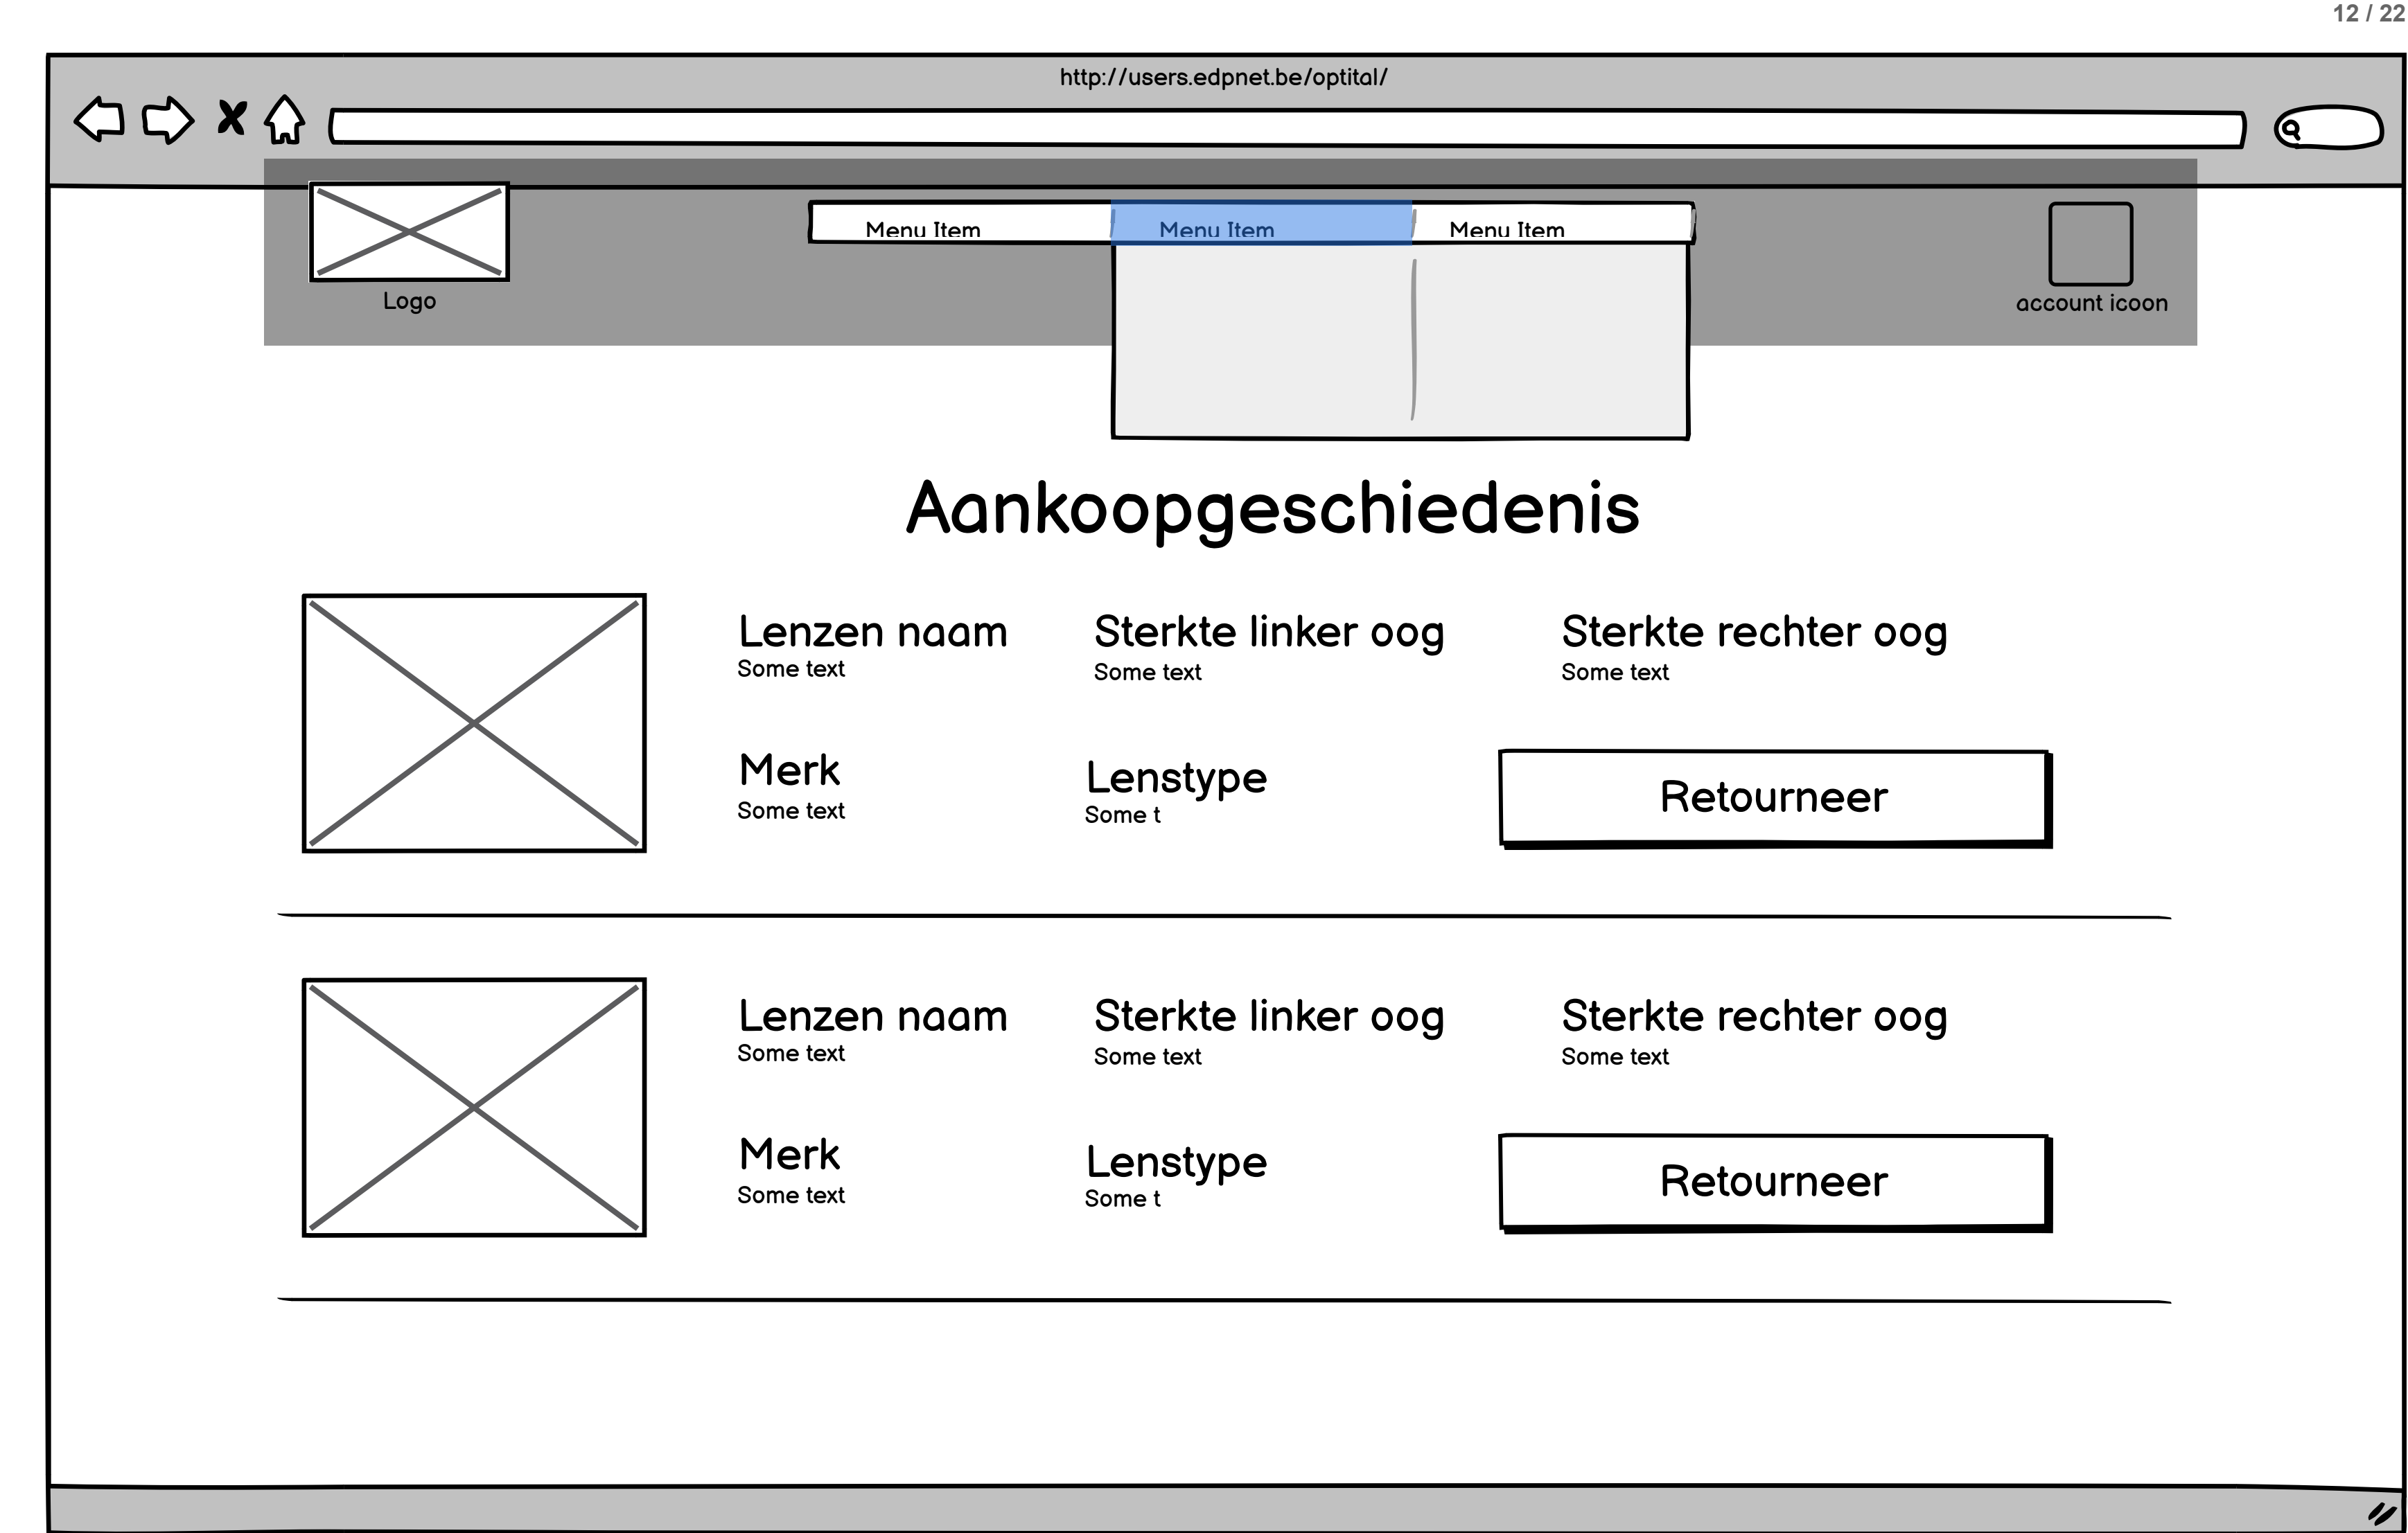 12 / 22
http://users.edpnet.be/optital/
Menu Item Menu Item Menu Item
Logo
account icoon
Aankoopgeschiedenis
Lenzen naam Sterkte linker oog Sterkte rechter oog
Some text Some text Some text
Merk Lenstype Retourneer
Some text Some t
Lenzen naam Sterkte linker oog Sterkte rechter oog
Some text Some text Some text
Merk Lenstype Retourneer
Some text Some t